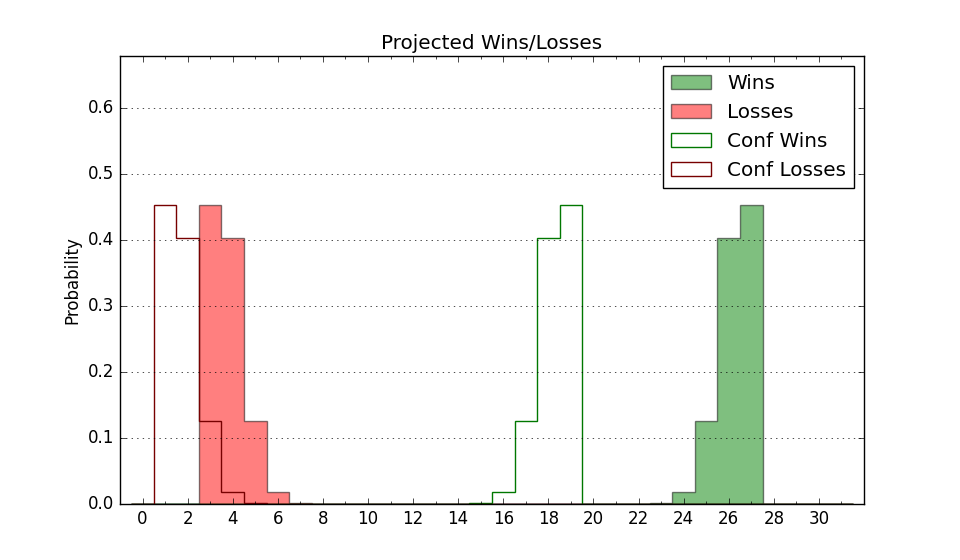 Projected Wins/Losses
Wins
Losses
Conf Wins
Conf Losses
Probability
0.6
0.5
0.4
0.3
0.2
0.1
0.0
0 2 4 6 8 10 12 14 16 18 20 22 24 26 28 30